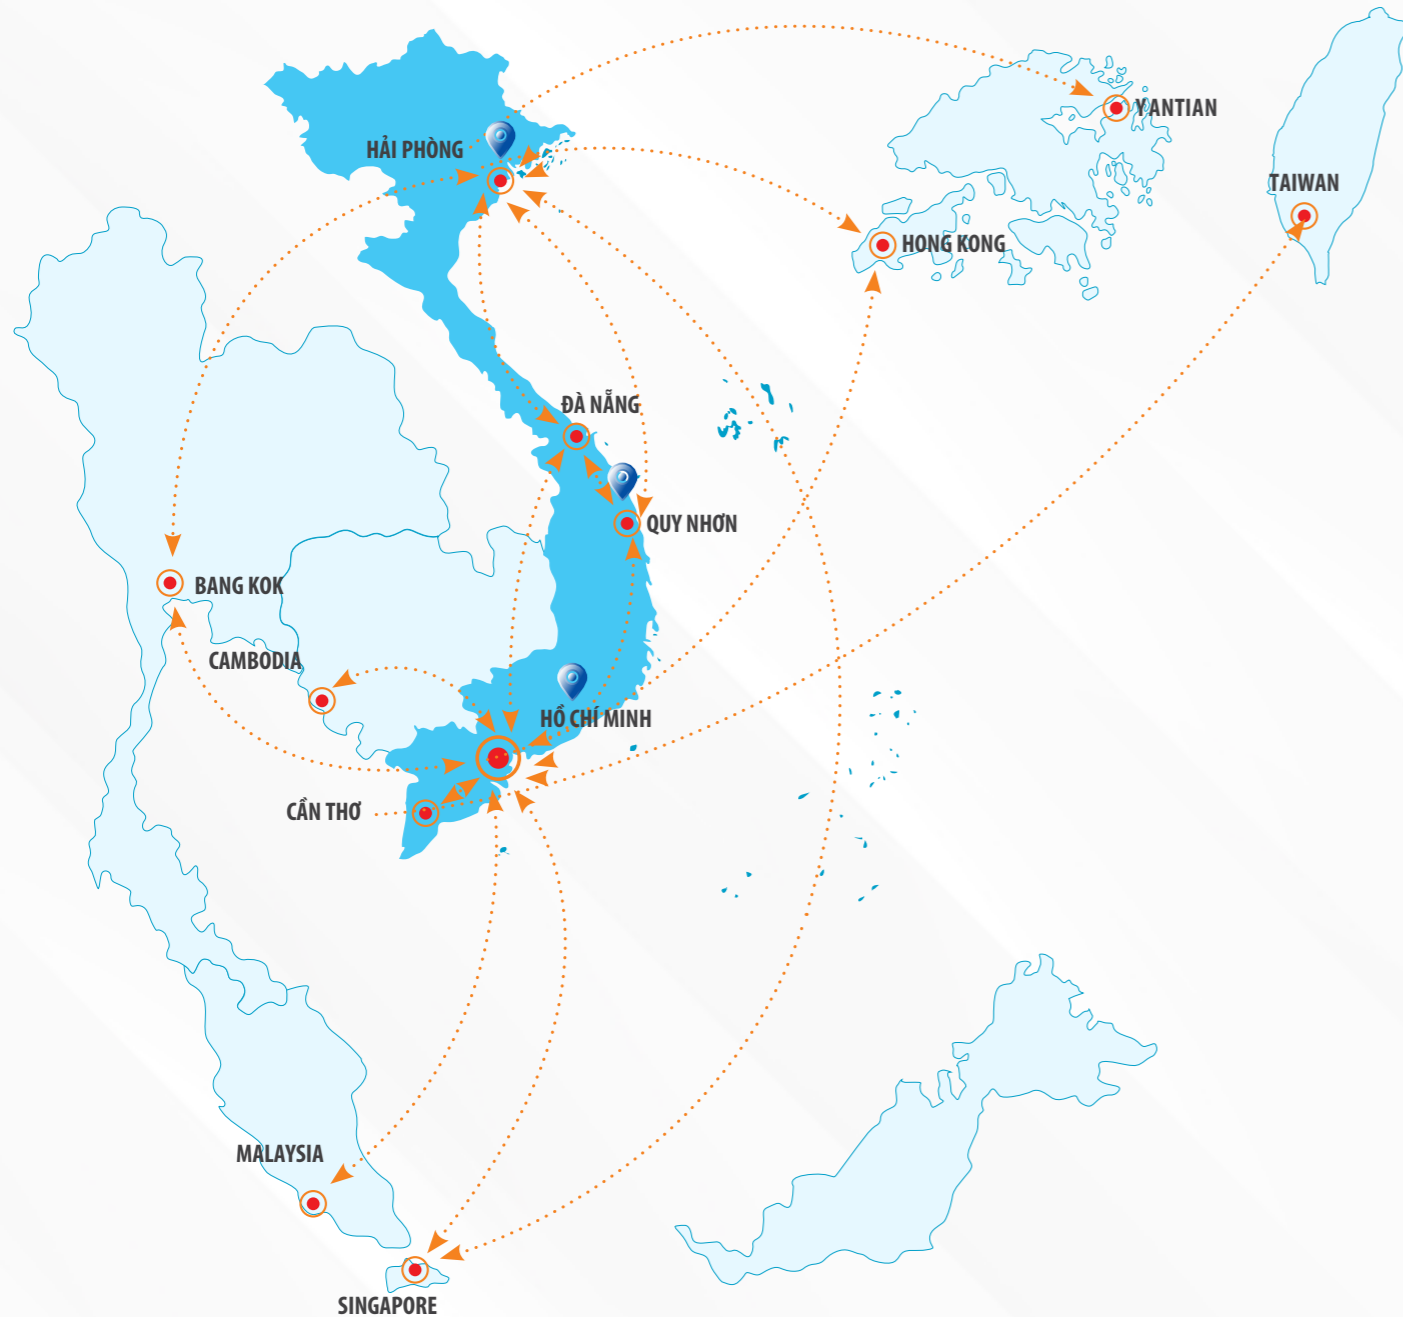 YANTIAN
HẢI PHÒNG
TAIWAN
HONG KONG
ĐÀ NẴNG
QUY NHƠN
BANG KOK
CAMBODIA
HỒ CHÍ MINH
CẦN THƠ
MALAYSIA
SINGAPORE